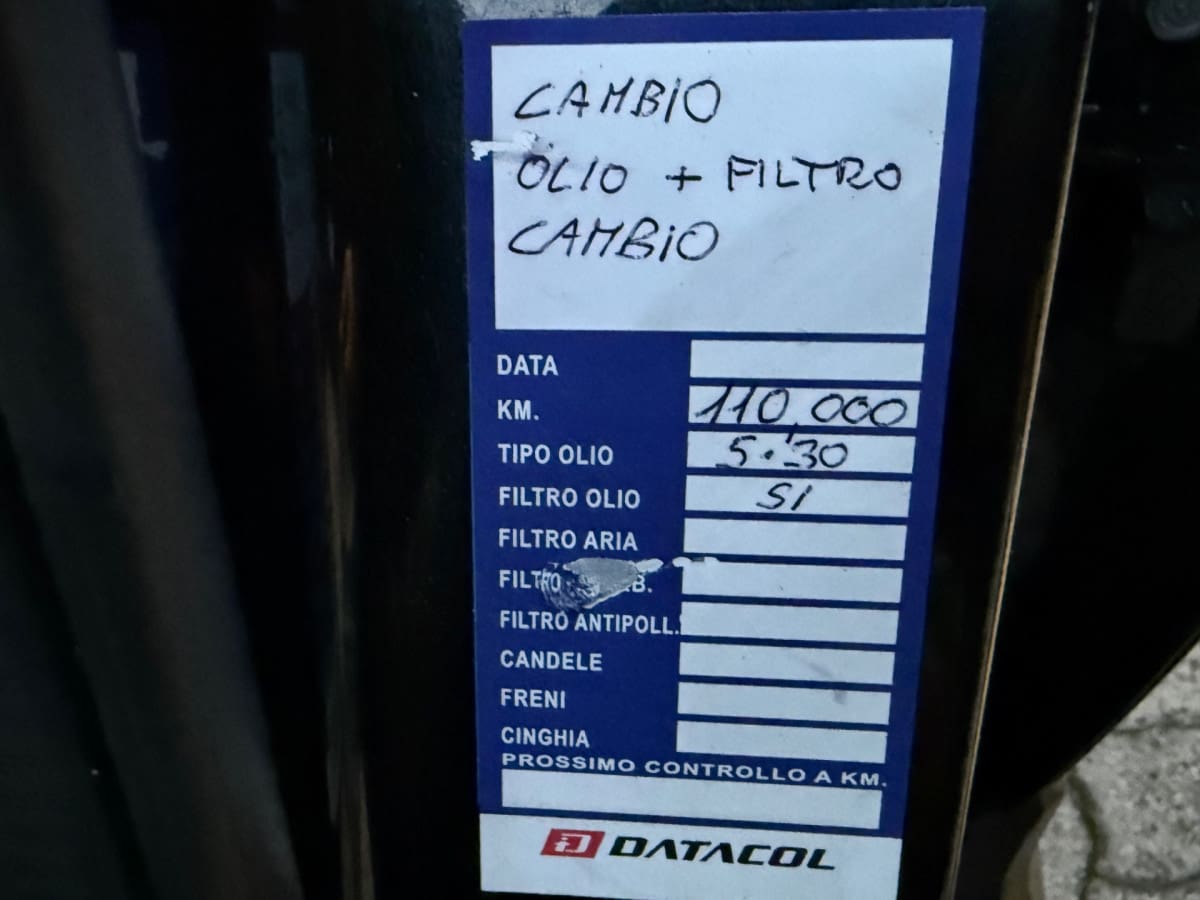 CAMBIO
OLIO + FILTRO
CAMBIO
DATA
KM. 110,000
TIPO OLIO 5.30
FILTRO OLIO SI
FILTRO ARIA
FILTRO
FILTRO ANTIPOLL.
CANDELE
FRENI
CINGHIA
PROSSIMO CONTROLLO A KM.
DATACOL